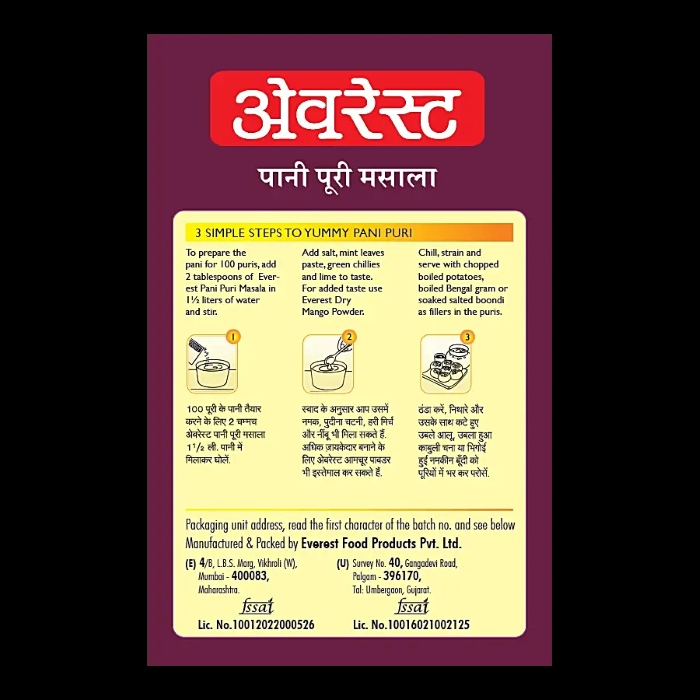 अेवरेस्ट
पानी पूरी मसाला
3 SIMPLE STEPS TO YUMMY PANI PURI
To prepare the
pani for 100 puris, add
2 tablespoons of Ever-
est Pani Puri Masala in
1½ liters of water
and stir.
Add salt, mint leaves
paste, green chillies
and lime to taste.
For added taste use
Everest Dry
Mango Powder.
Chill, strain and
serve with chopped
boiled potatoes,
boiled Bengal gram or
soaked salted boondi
as fillers in the puris.
1
2
3
100 पूरी के पानी तैयार
करने के लिए 2 चम्मच
अेवरेस्ट पानी पूरी मसाला
1 1/2 ली. पानी में
मिलाकर घोलें.
स्वाद के अनुसार आप उसमें
नमक, पुदीना चटनी, हरी मिर्च
और नींबू भी मिला सकते हैं.
अधिक ज़ायकेदार बनाने के
लिए अेवरेस्ट आमचूर पावडर
भी इस्तेमाल कर सकते हैं.
ठंडा करें, निथारे और
उसके साथ कटे हुए
उबले आलू, उबला हुआ
काबुली चना या भिगोई
हुई नमकीन बूँदी को
पूरियों में भर कर परोसें.
Packaging unit address, read the first character of the batch no. and see below
Manufactured & Packed by Everest Food Products Pvt. Ltd.
(E) 4/B, L.B.S. Marg, Vikhroli (W),
Mumbai - 400083,
Maharashtra.
fssai
Lic. No.10012022000526
(U) Survey No. 40, Gangadevi Road,
Palgam - 396170,
Tal: Umbergaon, Gujarat.
fssai
Lic. No.10016021002125